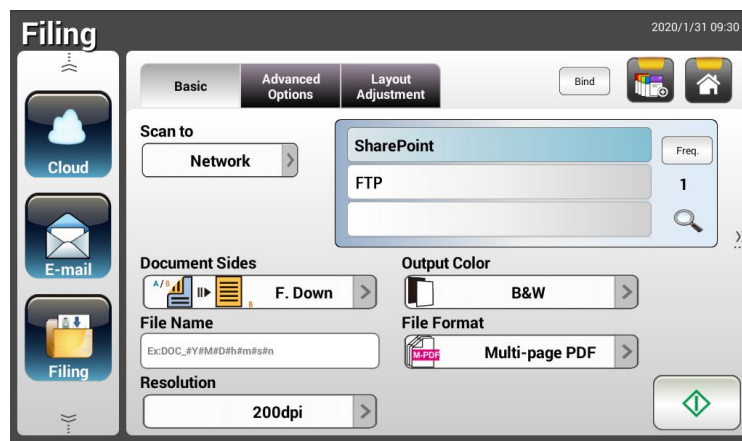 Filing
2020/1/31 09:30
Basic
Advanced
Options
Layout
Adjustment
Bind
Cloud
Scan to
Network
SharePoint
FTP
Freq.
1
E-mail
Document Sides
A/B
B
F. Down
Output Color
B&W
File Name
Ex:DOC_#Y#M#D#h#m#s#n
File Format
M-PDF
Multi-page PDF
Filing
Resolution
200dpi